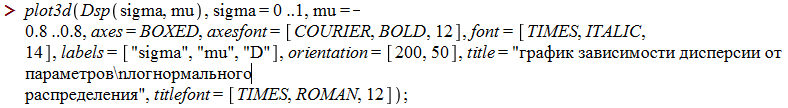 > plot3d(Dsp(sigma, mu), sigma = 0 ..1, mu = -
0.8 ..0.8, axes = BOXED, axesfont = [COURIER, BOLD, 12], font = [TIMES, ITALIC,
14], labels = ["sigma", "mu", "D"], orientation = [200, 50], title = "график зависимости дисперсии от
параметров\nлогнормального
распределения", titlefont = [TIMES, ROMAN, 12]);